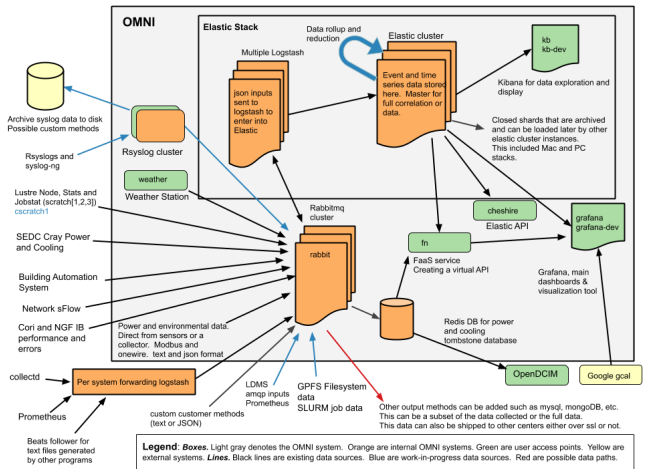 OMNI
Elastic Stack
Data rollup and
reduction
Elastic cluster
Multiple Logstash
kb
kb-dev
json inputs
sent to
logstash to
enter into
Elastic
Event and time
series data stored
here. Master for
full correlation or
data.
Kibana for data exploration and
display
Archive syslog data to disk
Possible custom methods
Closed shards that are archived
and can be loaded later by other
elastic cluster instances.
This included Mac and PC
stacks.
Rsyslogs and
syslog-ng
Rsyslog cluster
weather
Weather Station
Lustre Node, Stats and
Jobstat (scratch[1,2,3])
cscratch1
Rabbitmq
cluster
cheshire
Elastic API
grafana
grafana-dev
SEDC Cray Power
and Cooling
rabbit
fn
FaaS service
Creating a virtual API
Building Automation
System
Grafana, main
dashboards &
visualization tool
Network sFlow
Cori and NGF IB
performance and
errors
Power and environmental data.
Direct from sensors or a
collector. Modbus and
onewire. text and json format
Redis DB for power
and cooling
tombstone database
collectd
Per system forwarding logstash
LDMS
amqp inputs
Prometheus
GPFS Filesystem
data
SLURM job data
OpenDCIM
Google gcal
Prometheus
custom customer methods
(text or JSON)
Other output methods can be added such as mysql, mongoDB, etc.
This can be a subset of the data collected or the full data.
This data can also be shipped to other centers either over ssl or not.
Beats follower for
text files generated
by other programs
Legend: Boxes. Light gray denotes the OMNI system. Orange are internal OMNI systems. Green are user access points. Yellow are
external systems. Lines. Black lines are existing data sources. Blue are work-in-progress data sources. Red are possible data paths.